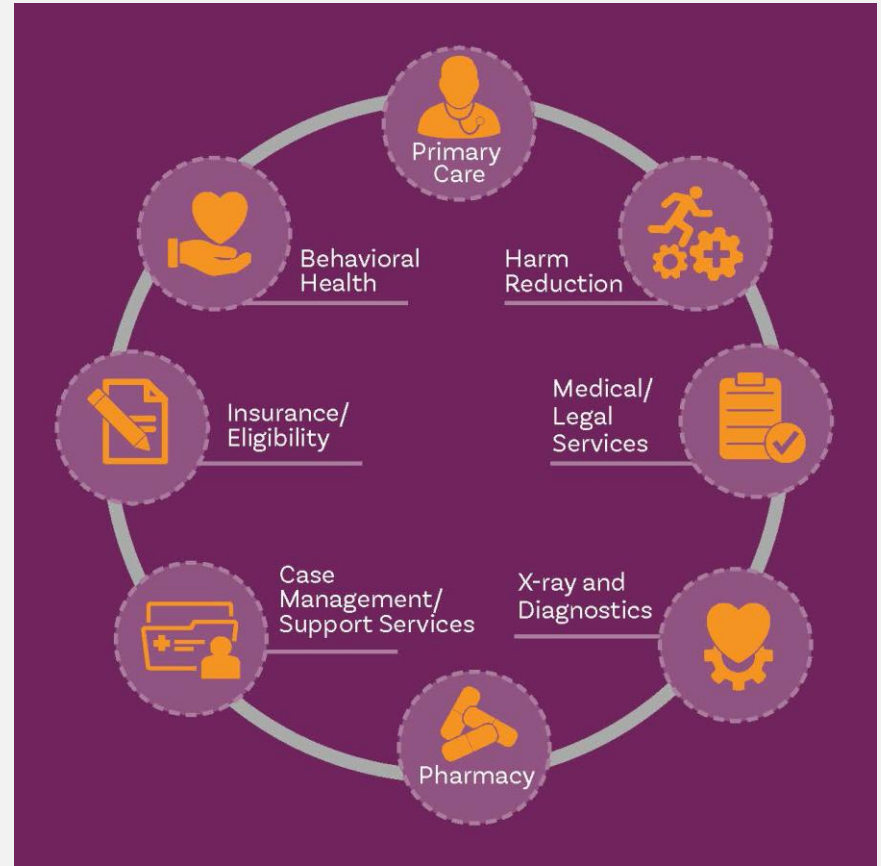 Primary
Care
Behavioral
Health
Harm
Reduction
Insurance/
Eligibility
Medical/
Legal
Services
Case
Management/
Support Services
X-ray and
Diagnostics
Pharmacy